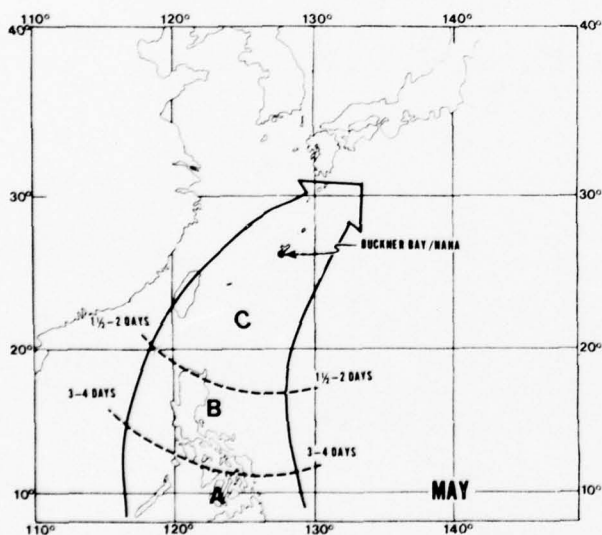 110° 120° 130° 140°
40° 40°
30° 30°
BUCKNER BAY/NAHA
C
1½-2 DAYS
20° 20°
1½-2 DAYS
3-4 DAYS
B
3-4 DAYS
10° A MAY 10°
110° 120° 130° 140°